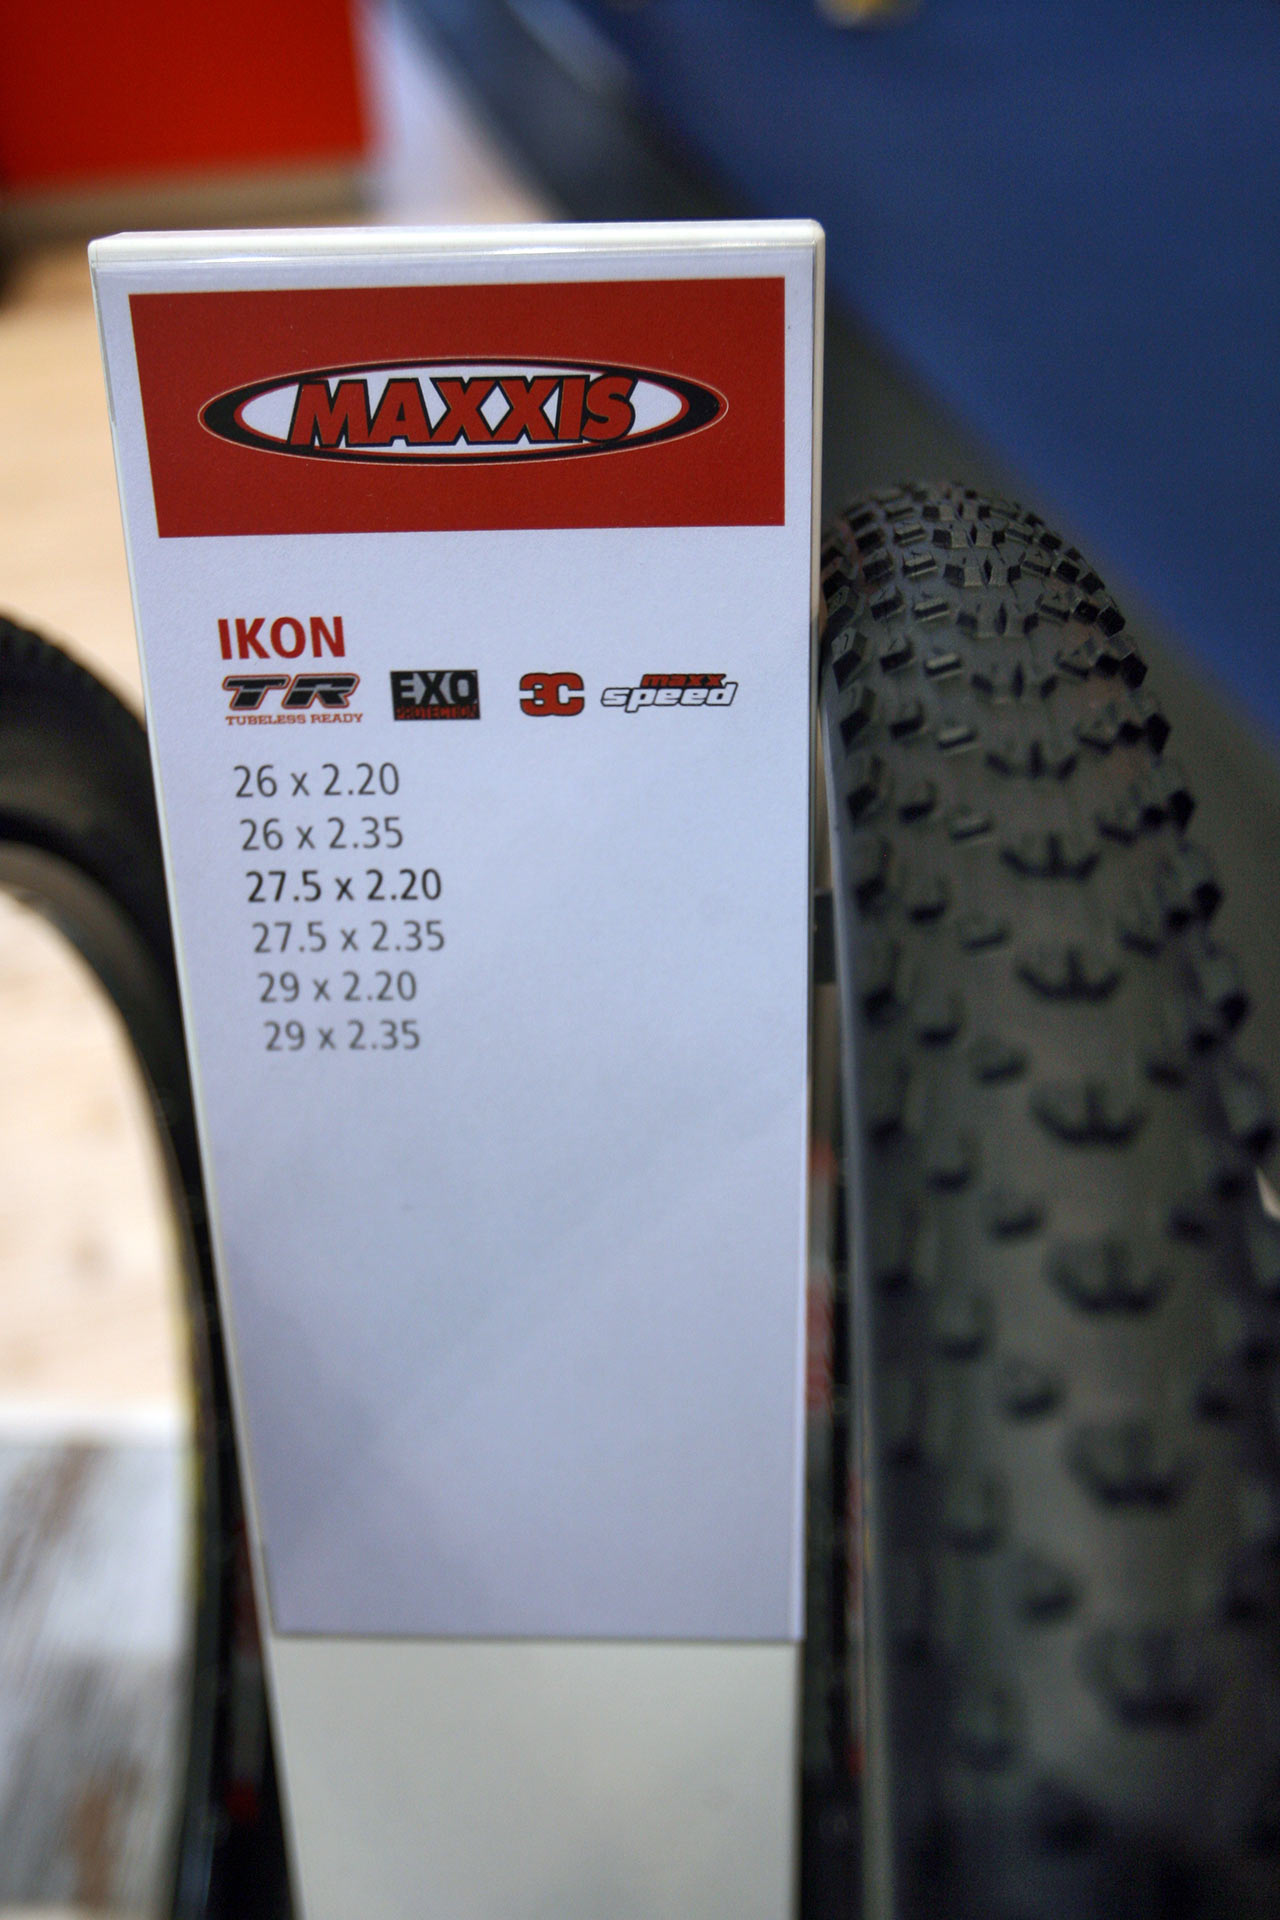 MAXXIS
IKON
TR EXO 3C maxx
TUBELESS READY PROTECTION speed
26 x 2.20
26 x 2.35
27.5 x 2.20
27.5 x 2.35
29 x 2.20
29 x 2.35